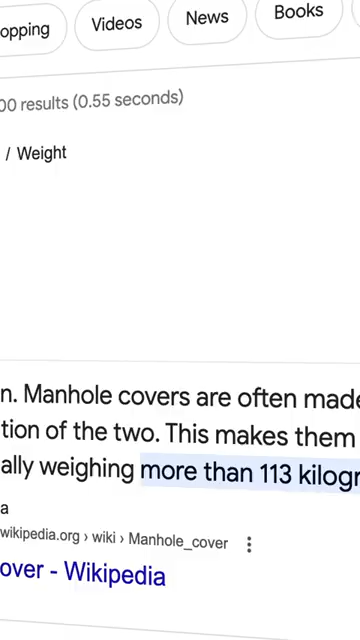 opping Videos News Books
00 results (0.55 seconds)
/ Weight
n. Manhole covers are often made
tion of the two. This makes them
ally weighing more than 113 kilogr
a
wikipedia.org › wiki › Manhole_cover
over - Wikipedia